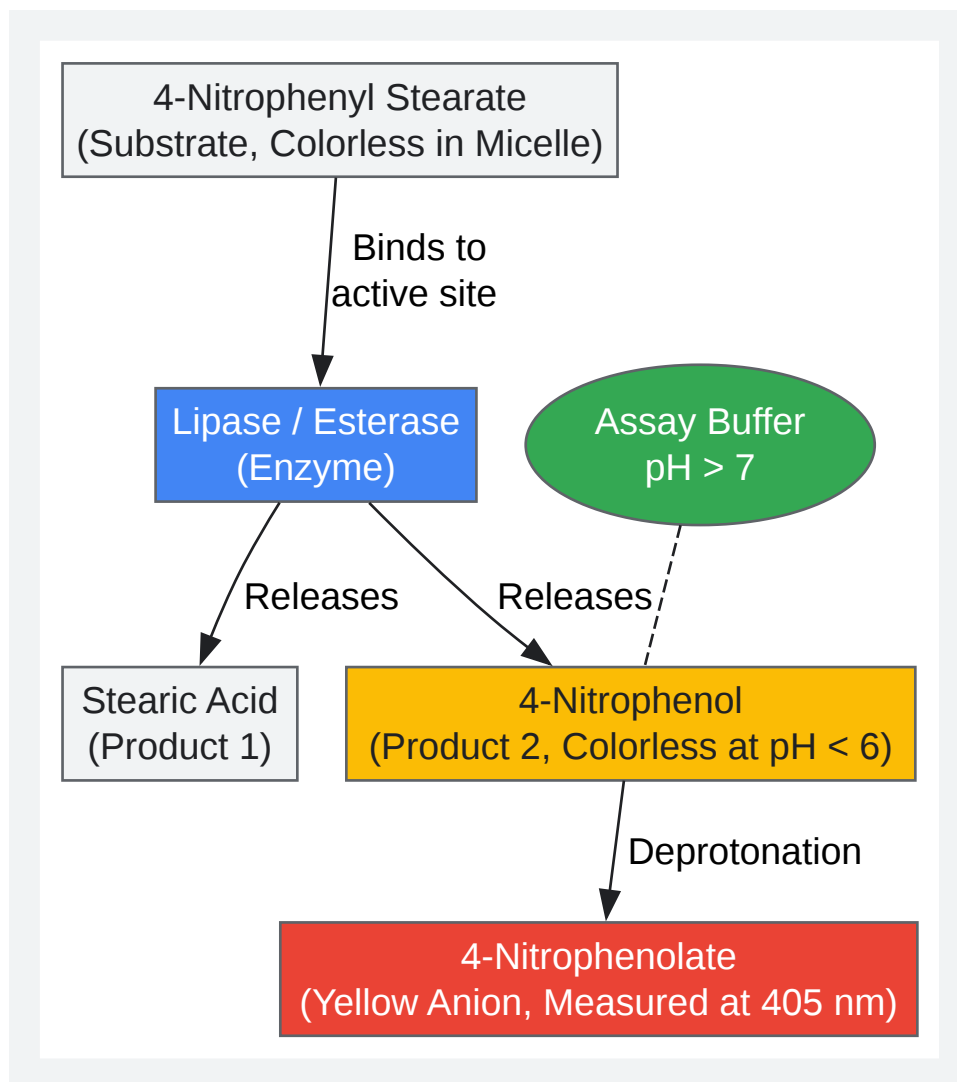 4-Nitrophenyl Stearate
(Substrate, Colorless in Micelle)
Binds to
active site
Lipase / Esterase
(Enzyme)
Assay Buffer
pH > 7
Releases
Releases
Stearic Acid
(Product 1)
4-Nitrophenol
(Product 2, Colorless at pH < 6)
Deprotonation
4-Nitrophenolate
(Yellow Anion, Measured at 405 nm)